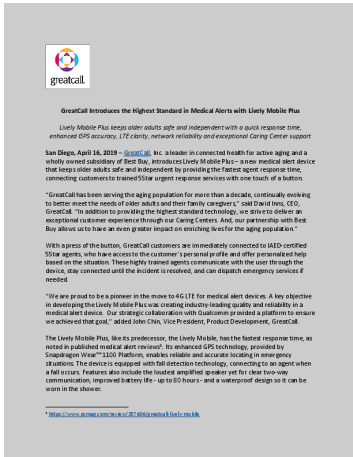 greatcall.
GreatCall Introduces the Highest Standard in Medical Alerts with Lively Mobile Plus
Lively Mobile Plus keeps older adults safe and independent with a quick response time,
enhanced GPS accuracy, LTE clarity, network reliability and exceptional Caring Center support
San Diego, April 16, 2019 – GreatCall, Inc. a leader in connected health for active aging and a
wholly owned subsidiary of Best Buy, introduces Lively Mobile Plus – a new medical alert device
that keeps older adults safe and independent by providing the fastest agent response time,
connecting customers to trained 5Star urgent response services with one touch of a button.
“GreatCall has been serving the aging population for more than a decade, continually evolving
to better meet the needs of older adults and their family caregivers,” said David Inns, CEO,
GreatCall. “In addition to providing the highest standard technology, we strive to deliver an
exceptional customer experience through our Caring Centers. And, our partnership with Best
Buy allows us to have an even greater impact on enriching lives for the aging population.”
With a press of the button, GreatCall customers are immediately connected to IAED-certified
5Star agents, who have access to the customer's personal profile and offer personalized help
based on the situation. These highly trained agents communicate with the user through the
device, stay connected until the incident is resolved, and can dispatch emergency services if
needed.
“We are proud to be a pioneer in the move to 4G LTE for medical alert devices. A key objective
in developing the Lively Mobile Plus was creating industry-leading quality and reliability in a
medical alert device. Our strategic collaboration with Qualcomm provided a platform to ensure
we achieved that goal,” added John Chin, Vice President, Product Development, GreatCall.
The Lively Mobile Plus, like its predecessor, the Lively Mobile, has the fastest response time, as
noted in published medical alert reviews. Its enhanced GPS technology, provided by
Snapdragon Wear™ 1100 Platform, enables reliable and accurate locating in emergency
situations. The device is equipped with fall detection technology, connecting to an agent when
a fall occurs. Features also include the loudest amplified speaker yet for clear two-way
communication, improved battery life - up to 80 hours - and a waterproof design so it can be
worn in the shower.
https://www.pcmag.com/review/357606/greatcall-lively-mobile